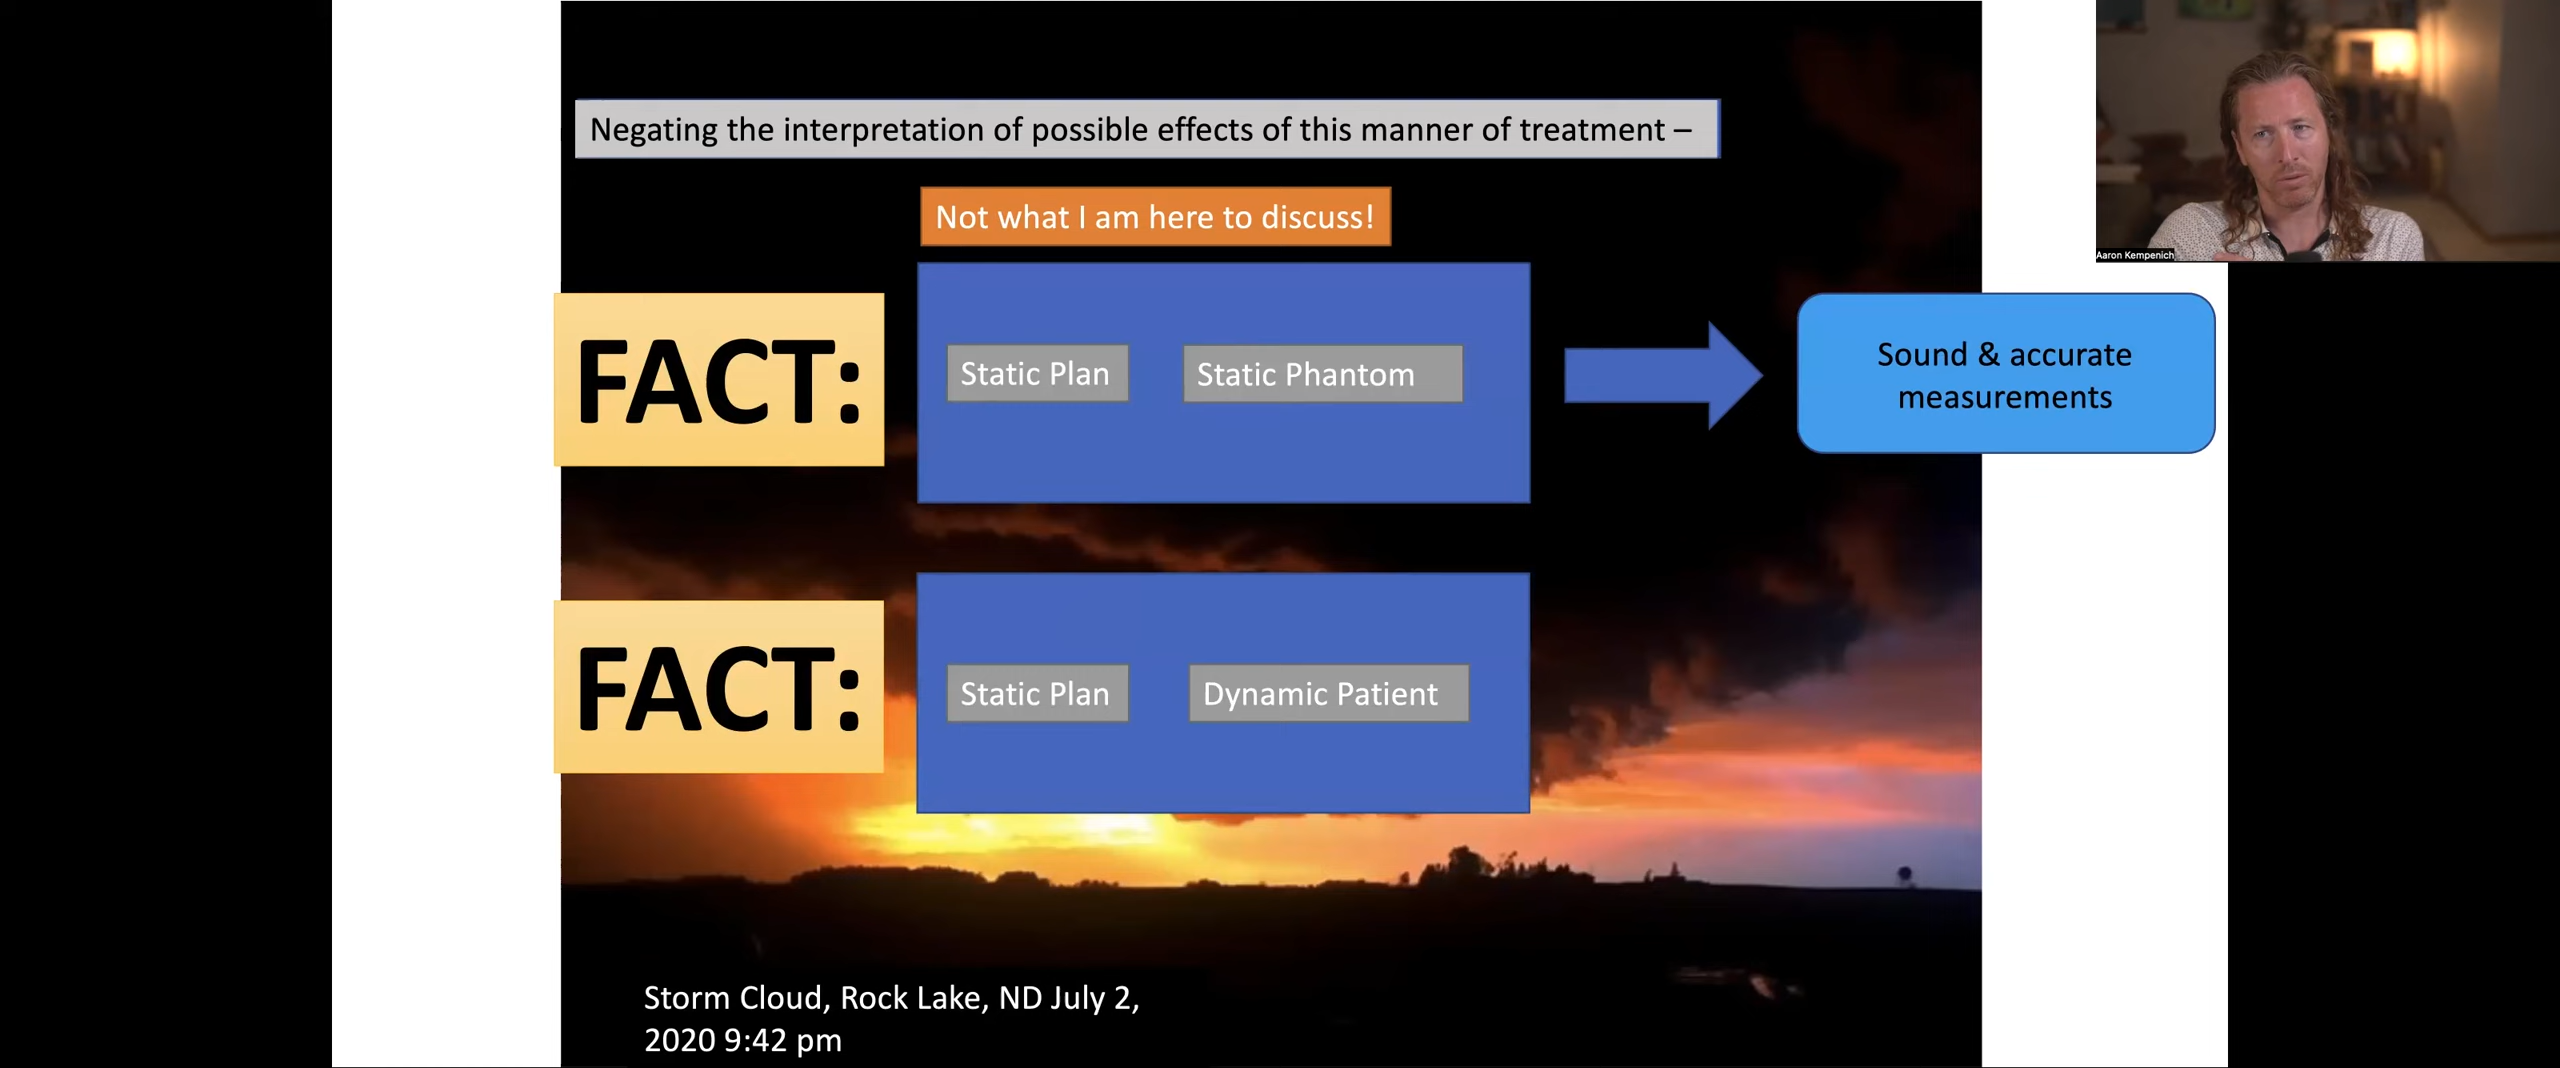 Negating the interpretation of possible effects of this manner of treatment –
Not what I am here to discuss!
Aaron Kempenich
FACT:
Static Plan
Static Phantom
Sound & accurate
measurements
FACT:
Static Plan
Dynamic Patient
Storm Cloud, Rock Lake, ND July 2,
2020 9:42 pm